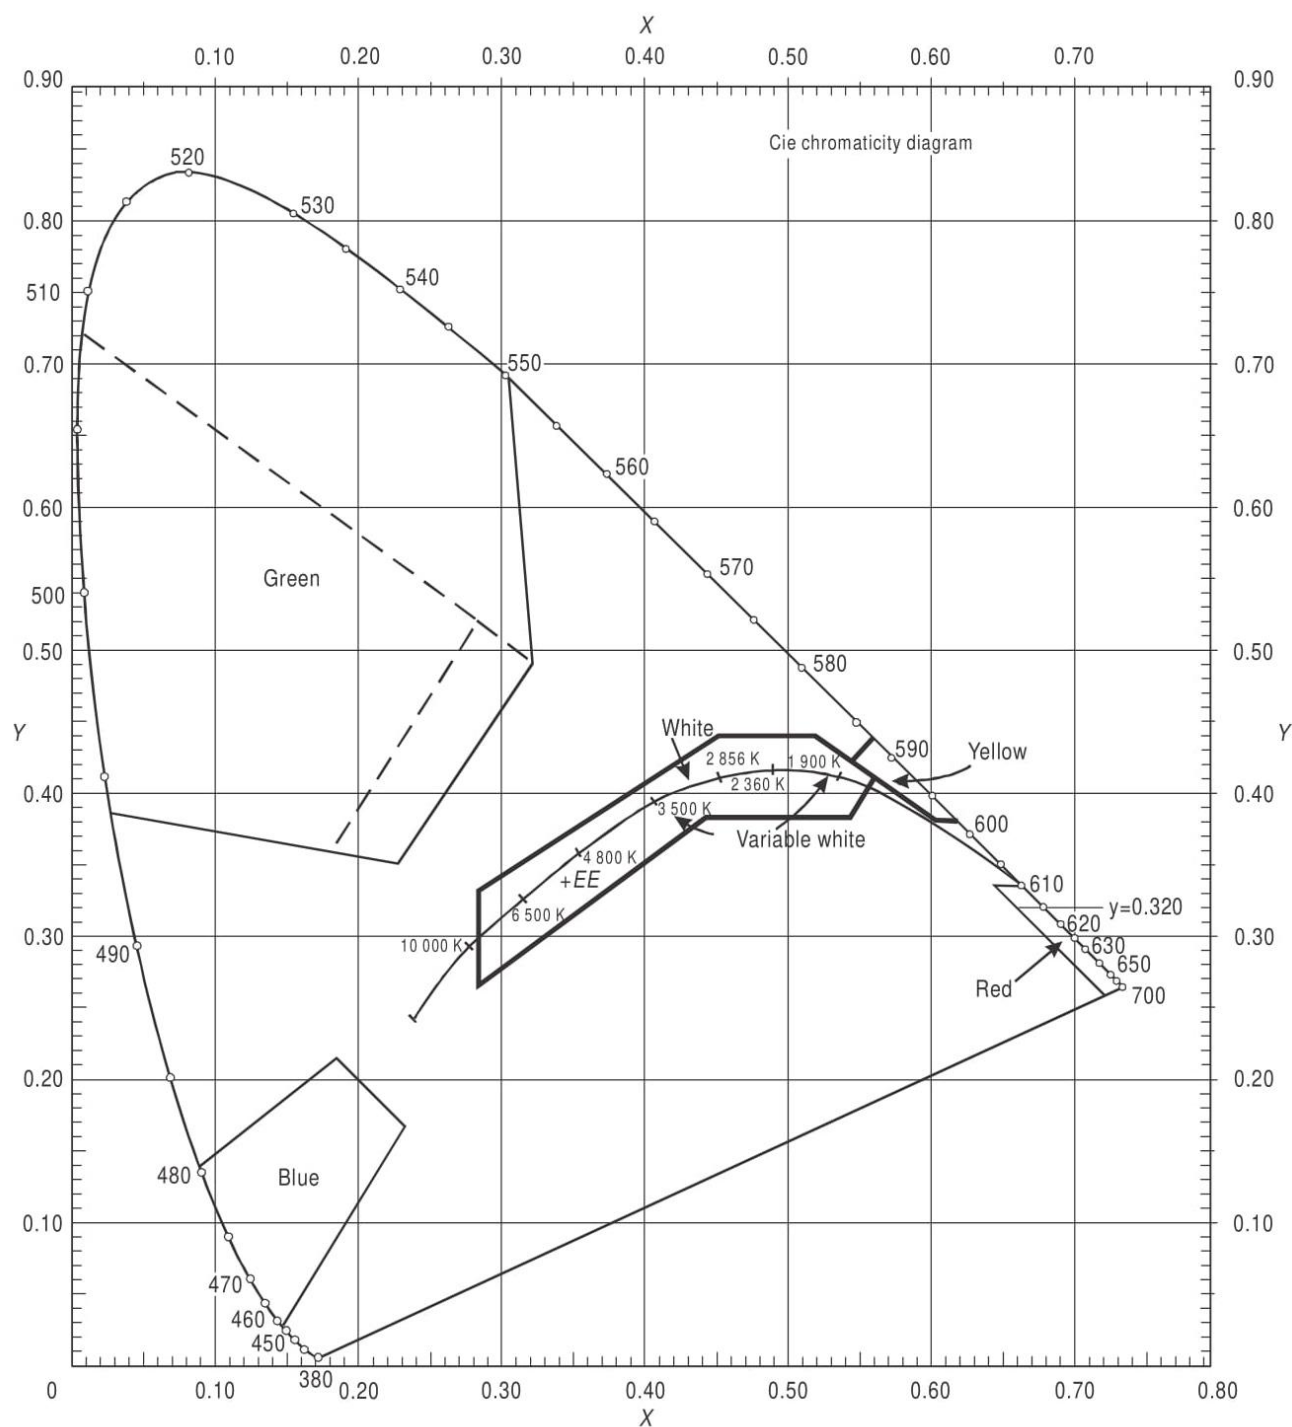 X
0.10 0.20 0.30 0.40 0.50 0.60 0.70
0.90 0.90
Cie chromaticity diagram
520
530
0.80 0.80
540
510
550
0.70 0.70
560
0.60 0.60
570
Green
500
0.50 580 0.50
Y White 590 Yellow Y
2 856 K 1 900 K
2 360 K
0.40 0.40
3 500 K
600
Variable white
4 800 K
+EE
610
y=0.320
6 500 K
620
0.30 10 000 K 630 0.30
490
650
Red
700
0.20 0.20
480 Blue
0.10 0.10
470
460
450
380
0 0.10 0.20 0.30 0.40 0.50 0.60 0.70 0.80
X